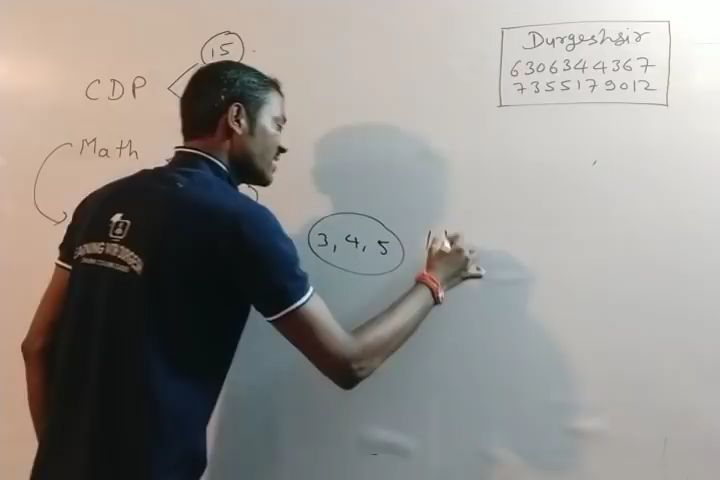 15
CDP
Math
3, 4, 5
Durgeshsir
6306344367
7355179012